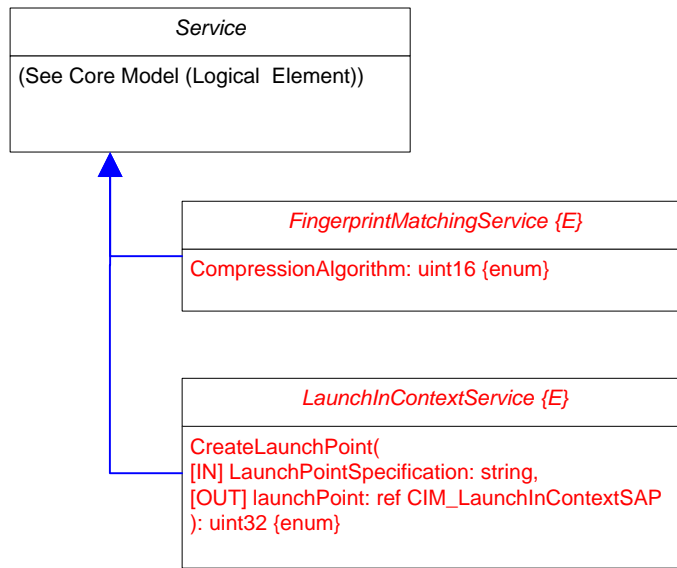 Service
(See Core Model (Logical Element))
FingerprintMatchingService {E}
CompressionAlgorithm: uint16 {enum}
LaunchInContextService {E}
CreateLaunchPoint(
[IN] LaunchPointSpecification: string,
[OUT] launchPoint: ref CIM_LaunchInContextSAP
): uint32 {enum}